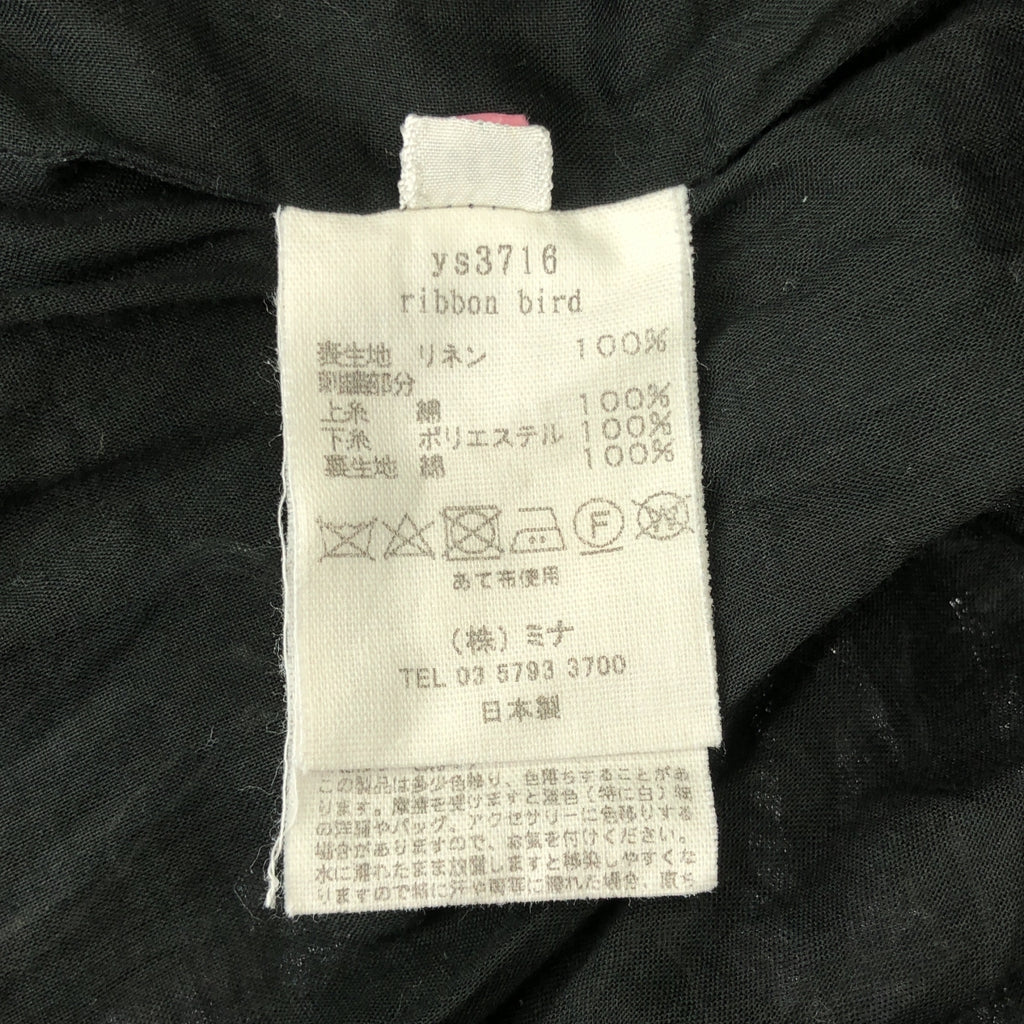 ys3716
ribbon bird
表生地 リネン 100%
刺繍部分
上糸 綿 100%
下糸 ポリエステル 100%
裏生地 綿 100%
F
あて布使用
(株)ミナ
TEL 03 5793 3700
日本製
この製品は多少色移り、色落ちすることがあ
ります。摩擦を受けますと淡色(特に白)
の洋服やバッグ、アクセサリーに色移りする
場合がありますので、お気を付けください。
水に濡れたまま放置しますと移染しやすくな
りますので特に汗や雨等に濡れた場合、直ち